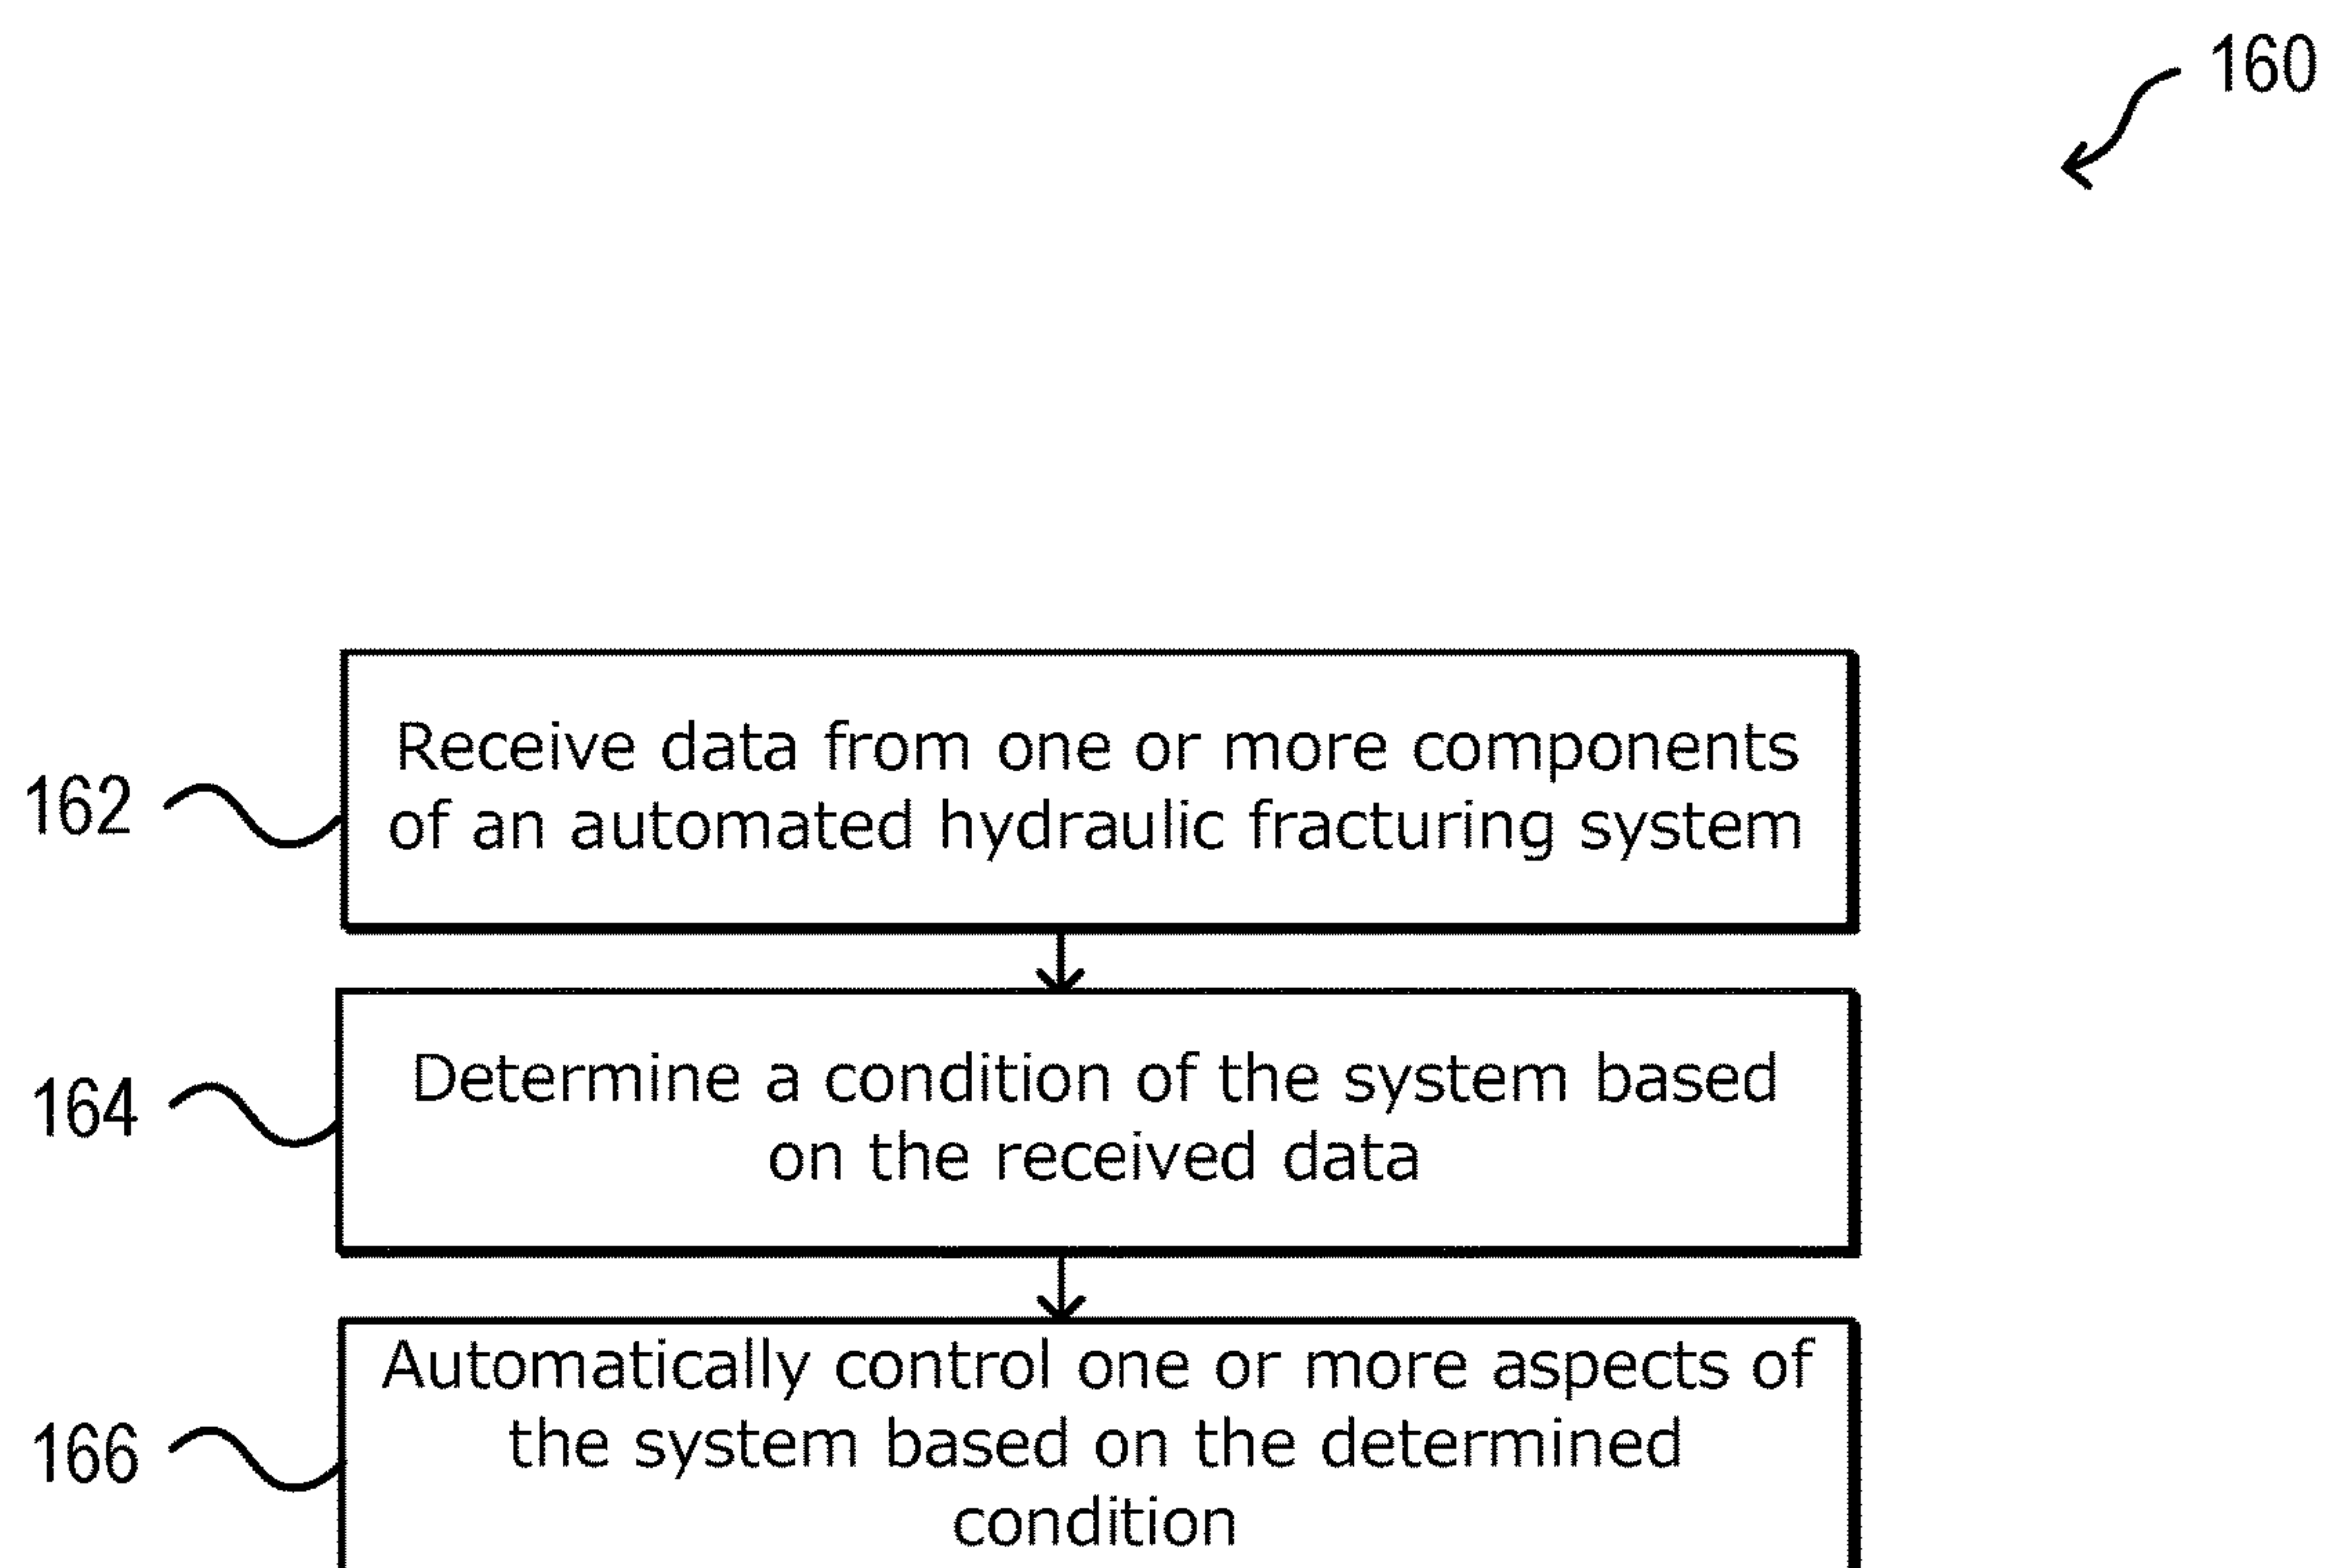 160
162
Receive data from one or more components
of an automated hydraulic fracturing system
164
Determine a condition of the system based
on the received data
166
Automatically control one or more aspects of
the system based on the determined
condition